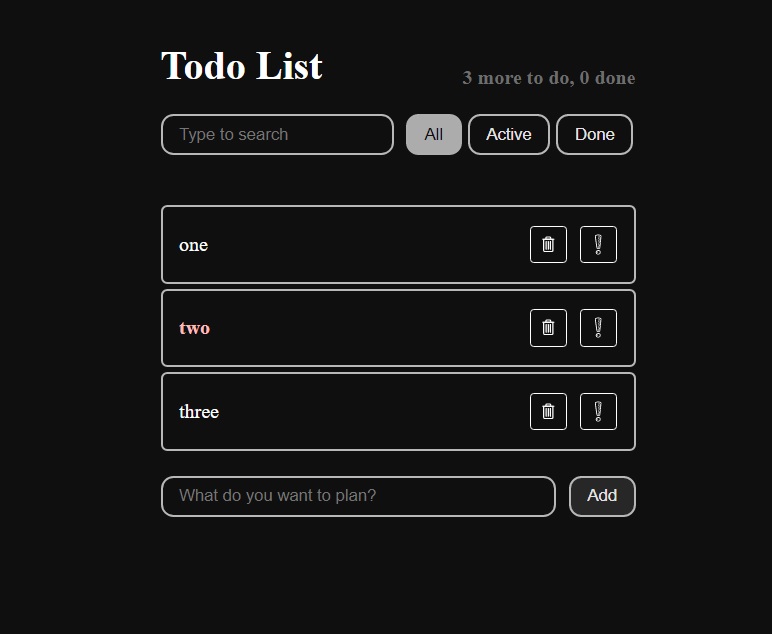 Todo List
3 more to do, 0 done
Type to search
All
Active
Done
one
two
three
What do you want to plan?
Add